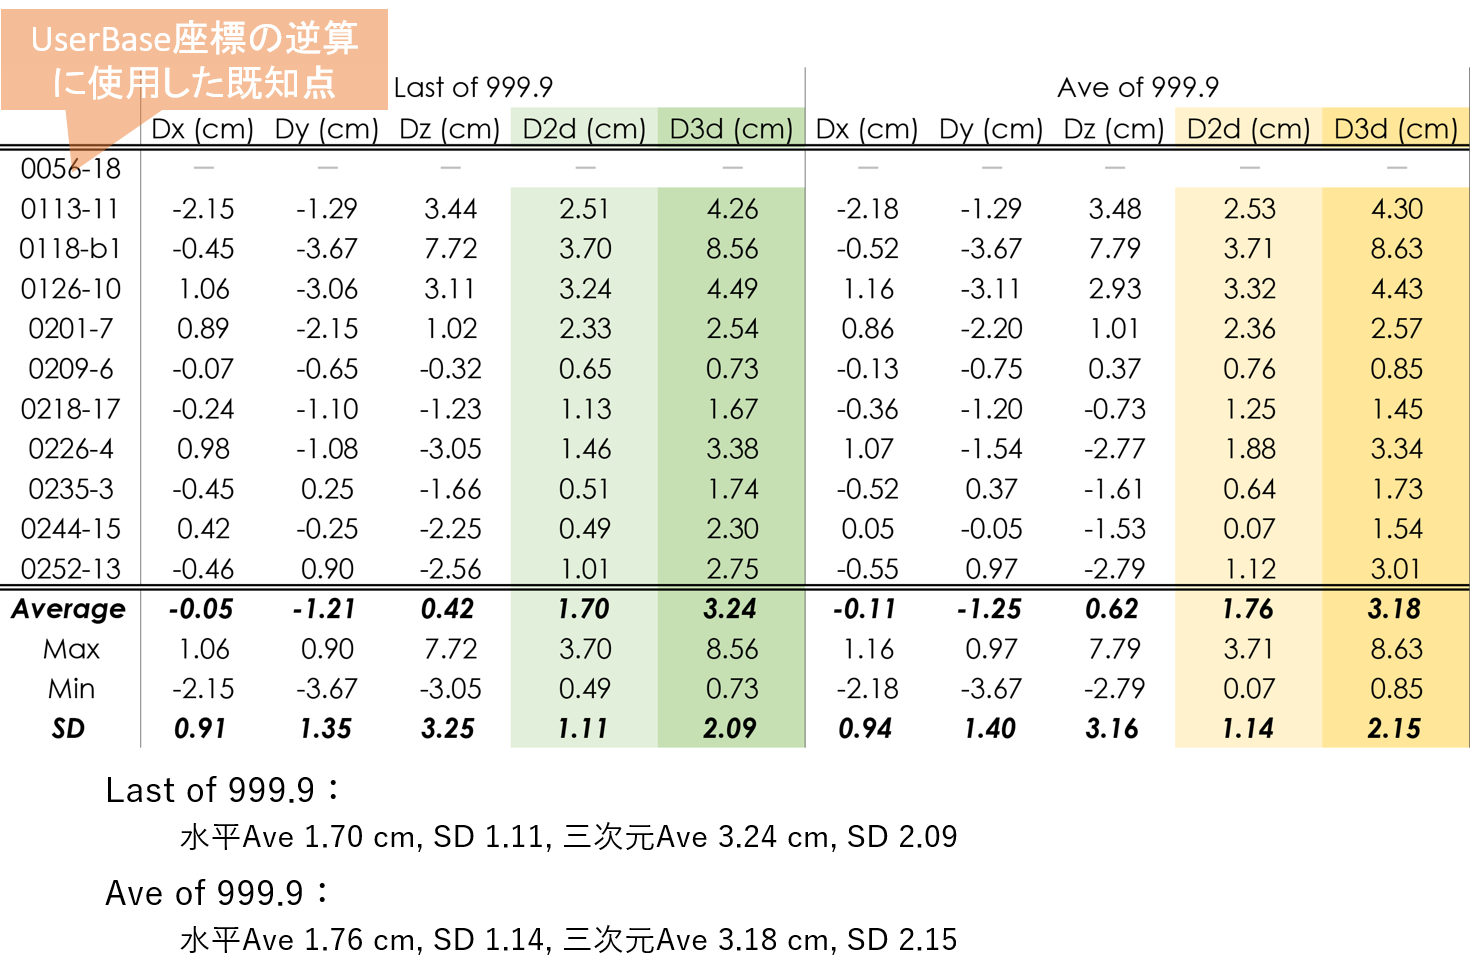 UserBase座標の逆算
に使用した既知点
Last of 999.9 Ave of 999.9
Dx (cm) Dy (cm) Dz (cm) D2d (cm) D3d (cm) Dx (cm) Dy (cm) Dz (cm) D2d (cm) D3d (cm)
0056-18 — — — — — — — — — —
0113-11 -2.15 -1.29 3.44 2.51 4.26 -2.18 -1.29 3.48 2.53 4.30
0118-b1 -0.45 -3.67 7.72 3.70 8.56 -0.52 -3.67 7.79 3.71 8.63
0126-10 1.06 -3.06 3.11 3.24 4.49 1.16 -3.11 2.93 3.32 4.43
0201-7 0.89 -2.15 1.02 2.33 2.54 0.86 -2.20 1.01 2.36 2.57
0209-6 -0.07 -0.65 -0.32 0.65 0.73 -0.13 -0.75 0.37 0.76 0.85
0218-17 -0.24 -1.10 -1.23 1.13 1.67 -0.36 -1.20 -0.73 1.25 1.45
0226-4 0.98 -1.08 -3.05 1.46 3.38 1.07 -1.54 -2.77 1.88 3.34
0235-3 -0.45 0.25 -1.66 0.51 1.74 -0.52 0.37 -1.61 0.64 1.73
0244-15 0.42 -0.25 -2.25 0.49 2.30 0.05 -0.05 -1.53 0.07 1.54
0252-13 -0.46 0.90 -2.56 1.01 2.75 -0.55 0.97 -2.79 1.12 3.01
Average -0.05 -1.21 0.42 1.70 3.24 -0.11 -1.25 0.62 1.76 3.18
Max 1.06 0.90 7.72 3.70 8.56 1.16 0.97 7.79 3.71 8.63
Min -2.15 -3.67 -3.05 0.49 0.73 -2.18 -3.67 -2.79 0.07 0.85
SD 0.91 1.35 3.25 1.11 2.09 0.94 1.40 3.16 1.14 2.15
Last of 999.9：
水平Ave 1.70 cm, SD 1.11, 三次元Ave 3.24 cm, SD 2.09
Ave of 999.9：
水平Ave 1.76 cm, SD 1.14, 三次元Ave 3.18 cm, SD 2.15